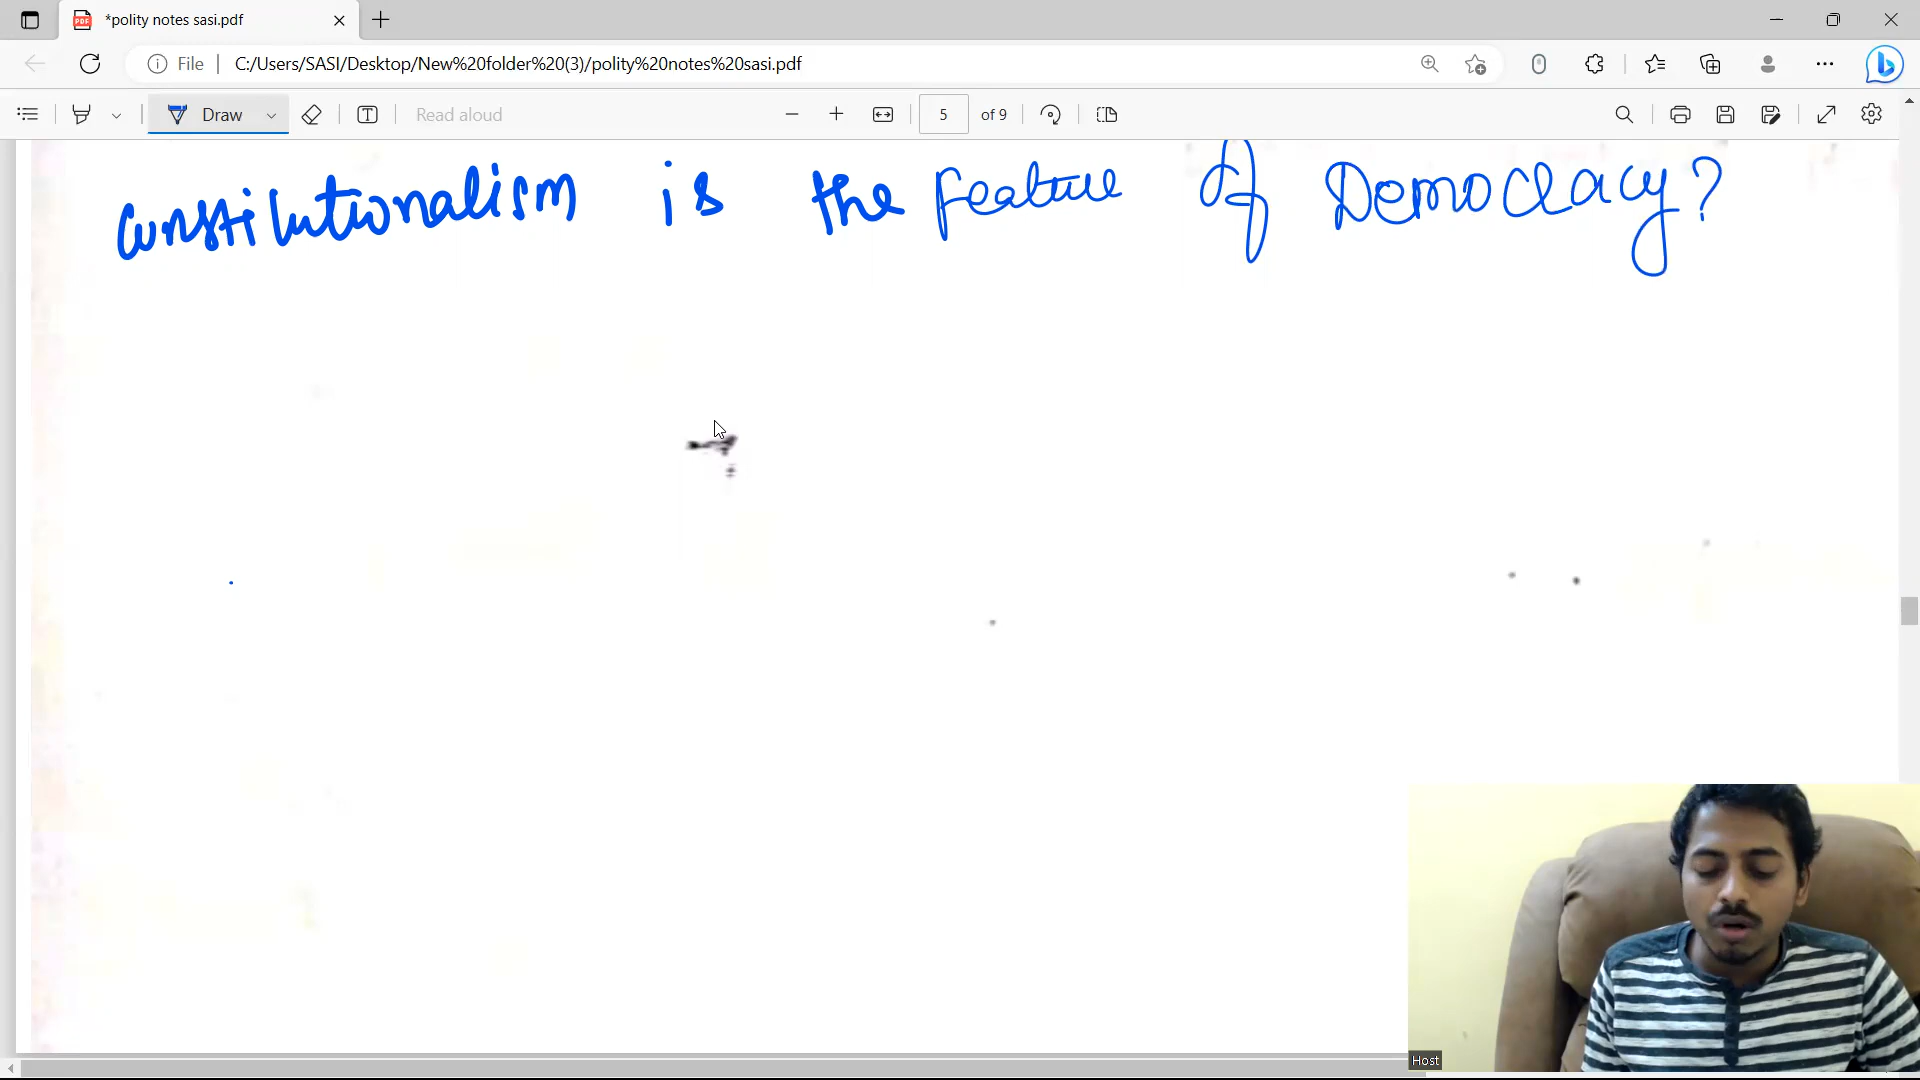 *polity notes sasi.pdf
File
C:/Users/SASI/Desktop/New%20folder%20(3)/polity%20notes%20sasi.pdf
Draw
Read aloud
5
of 9
constitutionalism is the feature of Democracy?
Host